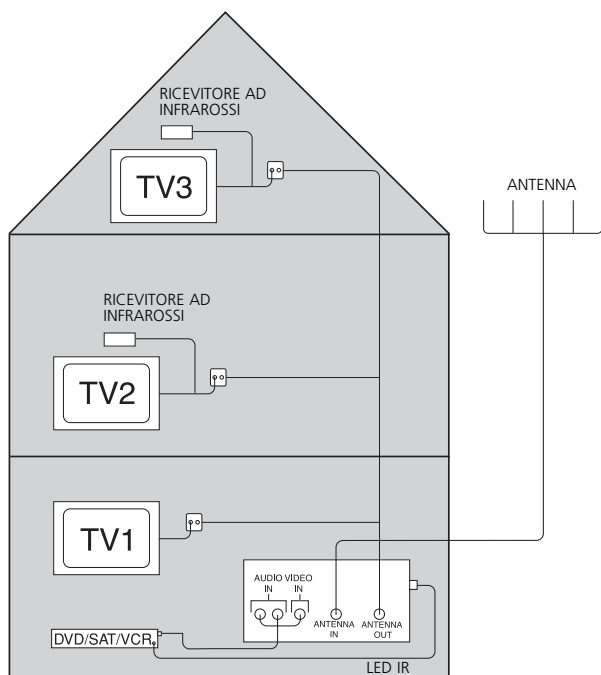 RICEVITORE AD
INFRAROSSI
TV3
ANTENNA
RICEVITORE AD
INFRAROSSI
TV2
TV1
AUDIO VIDEO
IN IN
ANTENNA
IN
ANTENNA
OUT
DVD/SAT/VCR
LED IR